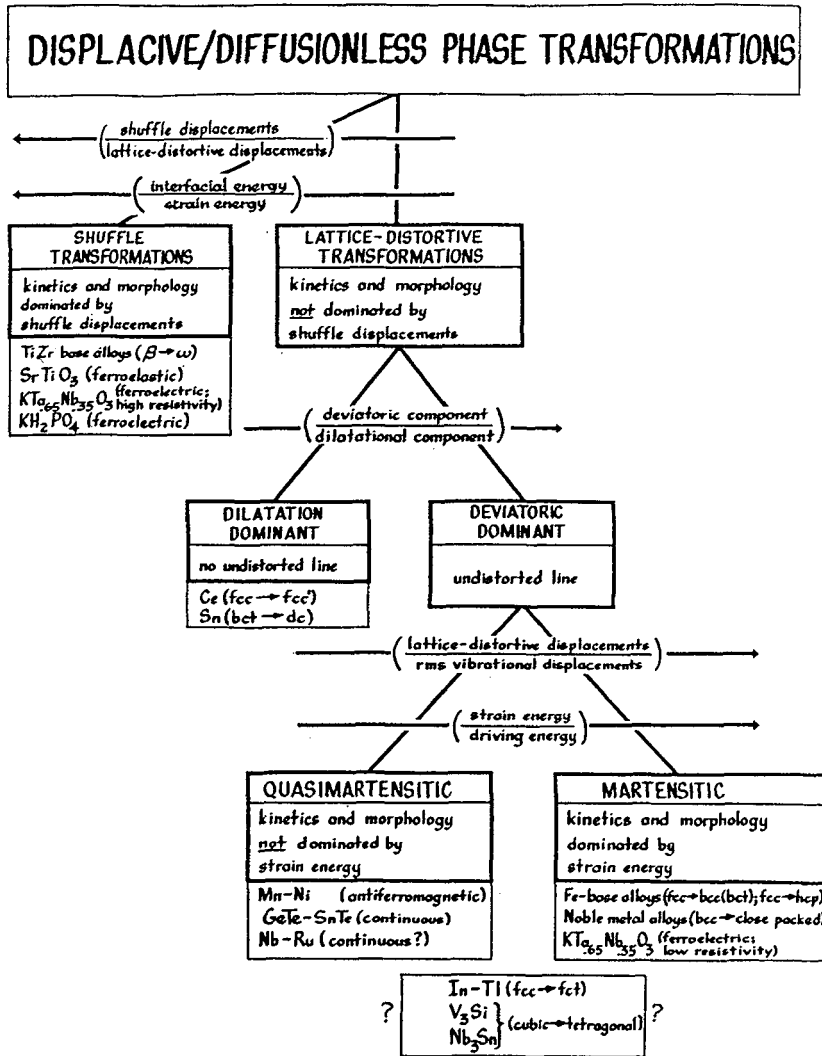 DISPLACIVE/DIFFUSIONLESS PHASE TRANSFORMATIONS
(shuffle displacements
lattice-distortive displacements)
(interfacial energy
strain energy)
SHUFFLE
TRANSFORMATIONS
kinetics and morphology
dominated by
shuffle displacements
TiZr base alloys (β→ω)
SrTiO3 (ferroelastic)
KTa.65Nb.35O3 (ferroelectric;
high resistivity)
KH2PO4 (ferroelectric)
LATTICE-DISTORTIVE
TRANSFORMATIONS
kinetics and morphology
not dominated by
shuffle displacements
(deviatoric component
dilatational component)
DILATATION
DOMINANT
no undistorted line
Ce (fcc→fcc')
Sn (bct→dc)
DEVIATORIC
DOMINANT
undistorted line
(lattice-distortive displacements
rms vibrational displacements)
(strain energy
driving energy)
QUASIMARTENSITIC
kinetics and morphology
not dominated by
strain energy
Mn-Ni (antiferromagnetic)
GeTe-SnTe (continuous)
Nb-Ru (continuous?)
MARTENSITIC
kinetics and morphology
dominated by
strain energy
Fe-base alloys (fcc→bcc(bct); fcc→hcp)
Noble metal alloys (bcc→close packed)
KTa.65Nb.35O3 (ferroelectric;
low resistivity)
? In-Tl (fcc→fct) ?
V3Si
Nb3Sn} (cubic→tetragonal)